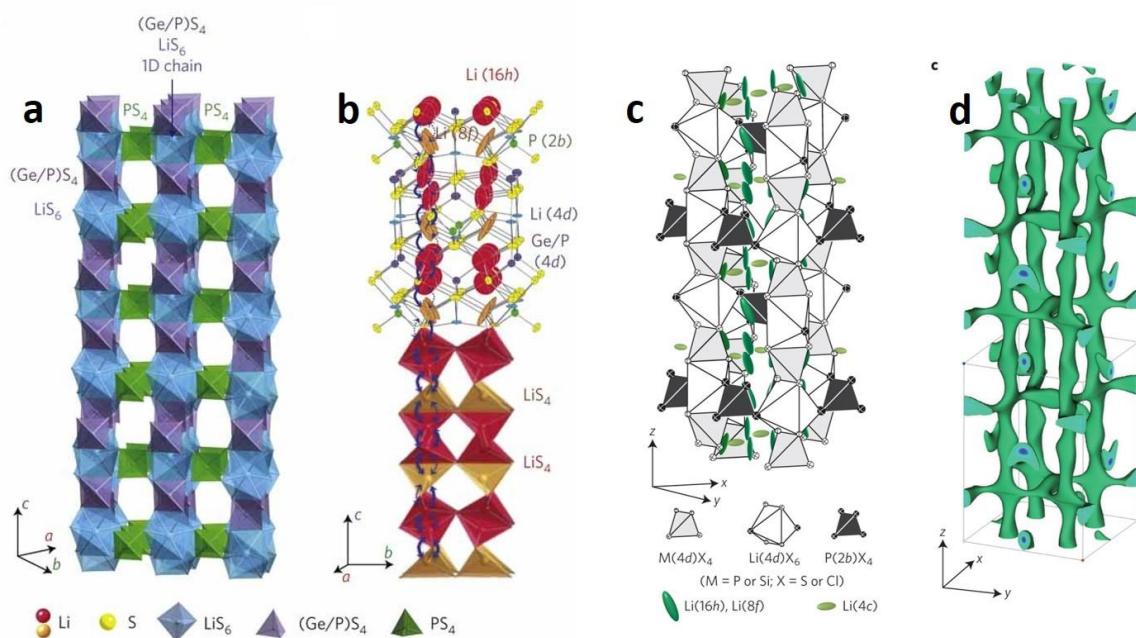 a
(Ge/P)S4
LiS6
1D chain
PS4
PS4
(Ge/P)S4
LiS6
c
a
b
Li
S
LiS6
(Ge/P)S4
PS4
b
Li (16h)
Li (8f)
P (2b)
Li (4d)
Ge/P
(4d)
LiS4
LiS4
c
b
a
c
z
x
y
M(4d)X4
Li(4d)X6
P(2b)X4
(M = P or Si; X = S or Cl)
Li(16h), Li(8f)
Li(4c)
c
d
z
x
y